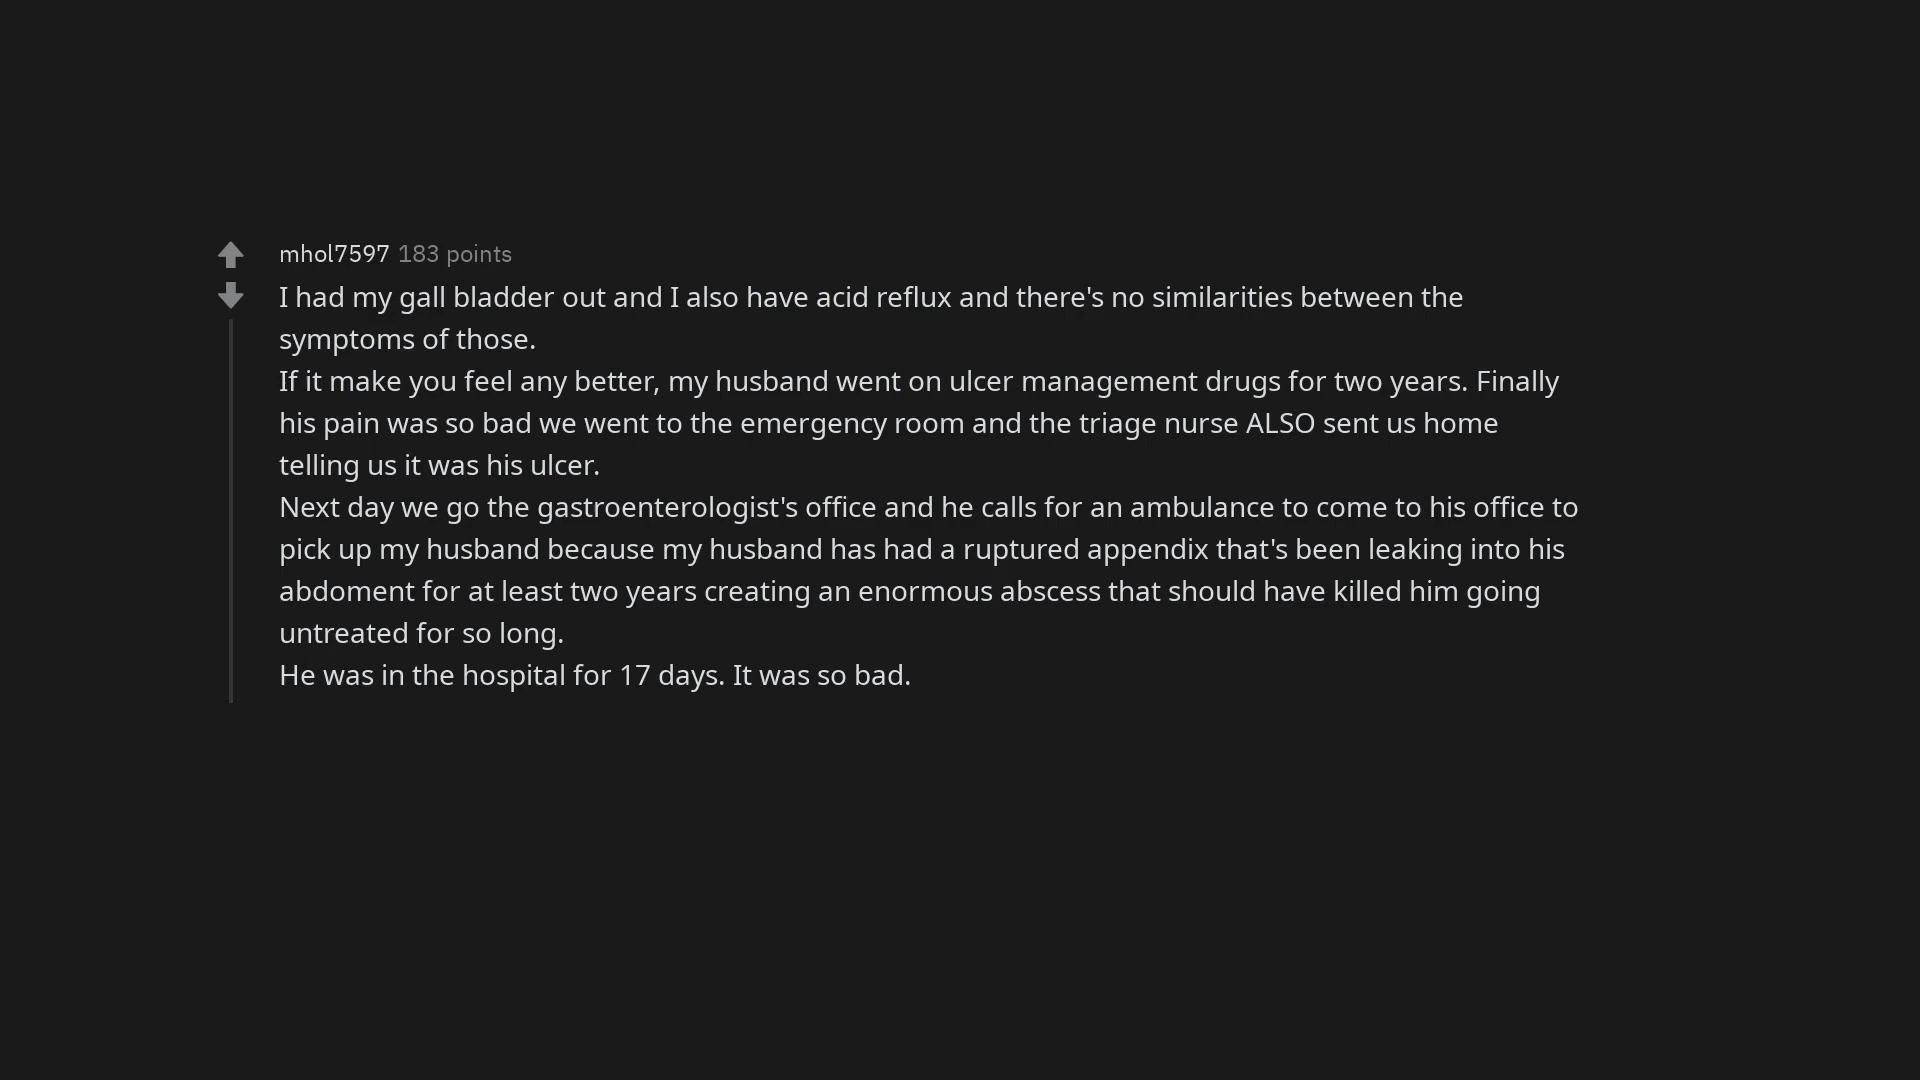 mhol7597 183 points
I had my gall bladder out and I also have acid reflux and there's no similarities between the
symptoms of those.
If it make you feel any better, my husband went on ulcer management drugs for two years. Finally
his pain was so bad we went to the emergency room and the triage nurse ALSO sent us home
telling us it was his ulcer.
Next day we go the gastroenterologist's office and he calls for an ambulance to come to his office to
pick up my husband because my husband has had a ruptured appendix that's been leaking into his
abdoment for at least two years creating an enormous abscess that should have killed him going
untreated for so long.
He was in the hospital for 17 days. It was so bad.